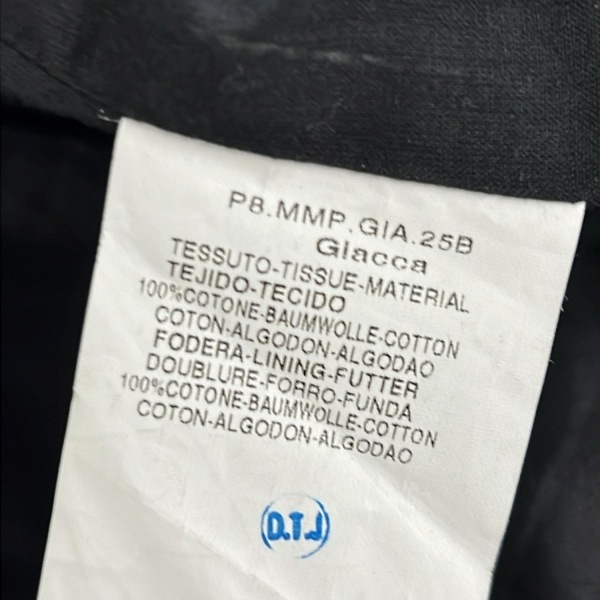 P8.MMP.GIA.25B
Giacca
TESSUTO-TISSUE-MATERIAL
TEJIDO-TECIDO
100%COTONE-BAUMWOLLE-COTTON
COTON-ALGODON-ALGODAO
FODERA-LINING-FUTTER
DOUBLURE-FORRO-FUNDA
100%COTONE-BAUMWOLLE-COTTON
COTON-ALGODON-ALGODAO
D.T.J